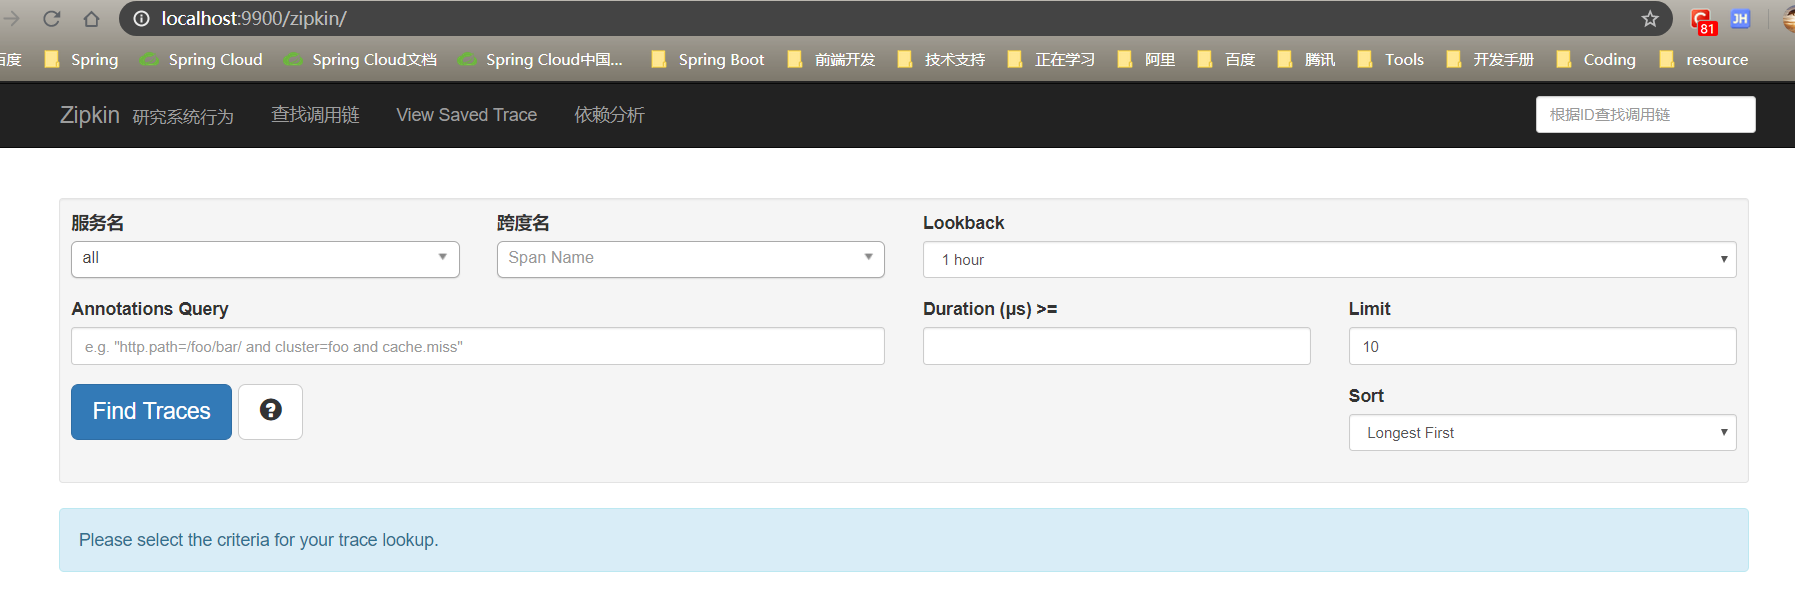 localhost:9900/zipkin/
81
JH
百度 Spring Spring Cloud Spring Cloud文档 Spring Cloud中国... Spring Boot 前端开发 技术支持 正在学习 阿里 百度 腾讯 Tools 开发手册 Coding resource
Zipkin 研究系统行为 查找调用链 View Saved Trace 依赖分析 根据ID查找调用链
服务名 跨度名 Lookback
all Span Name 1 hour
Annotations Query Duration (μs) >= Limit
e.g. "http.path=/foo/bar/ and cluster=foo and cache.miss" 10
Find Traces
Sort
Longest First
Please select the criteria for your trace lookup.